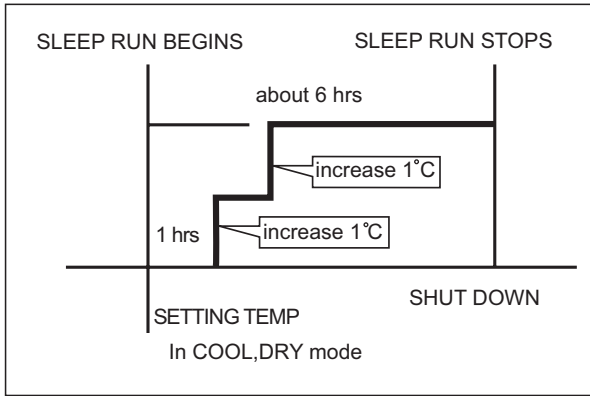 SLEEP RUN BEGINS
SLEEP RUN STOPS
about 6 hrs
increase 1°C
1 hrs
increase 1°C
SHUT DOWN
SETTING TEMP
In COOL,DRY mode